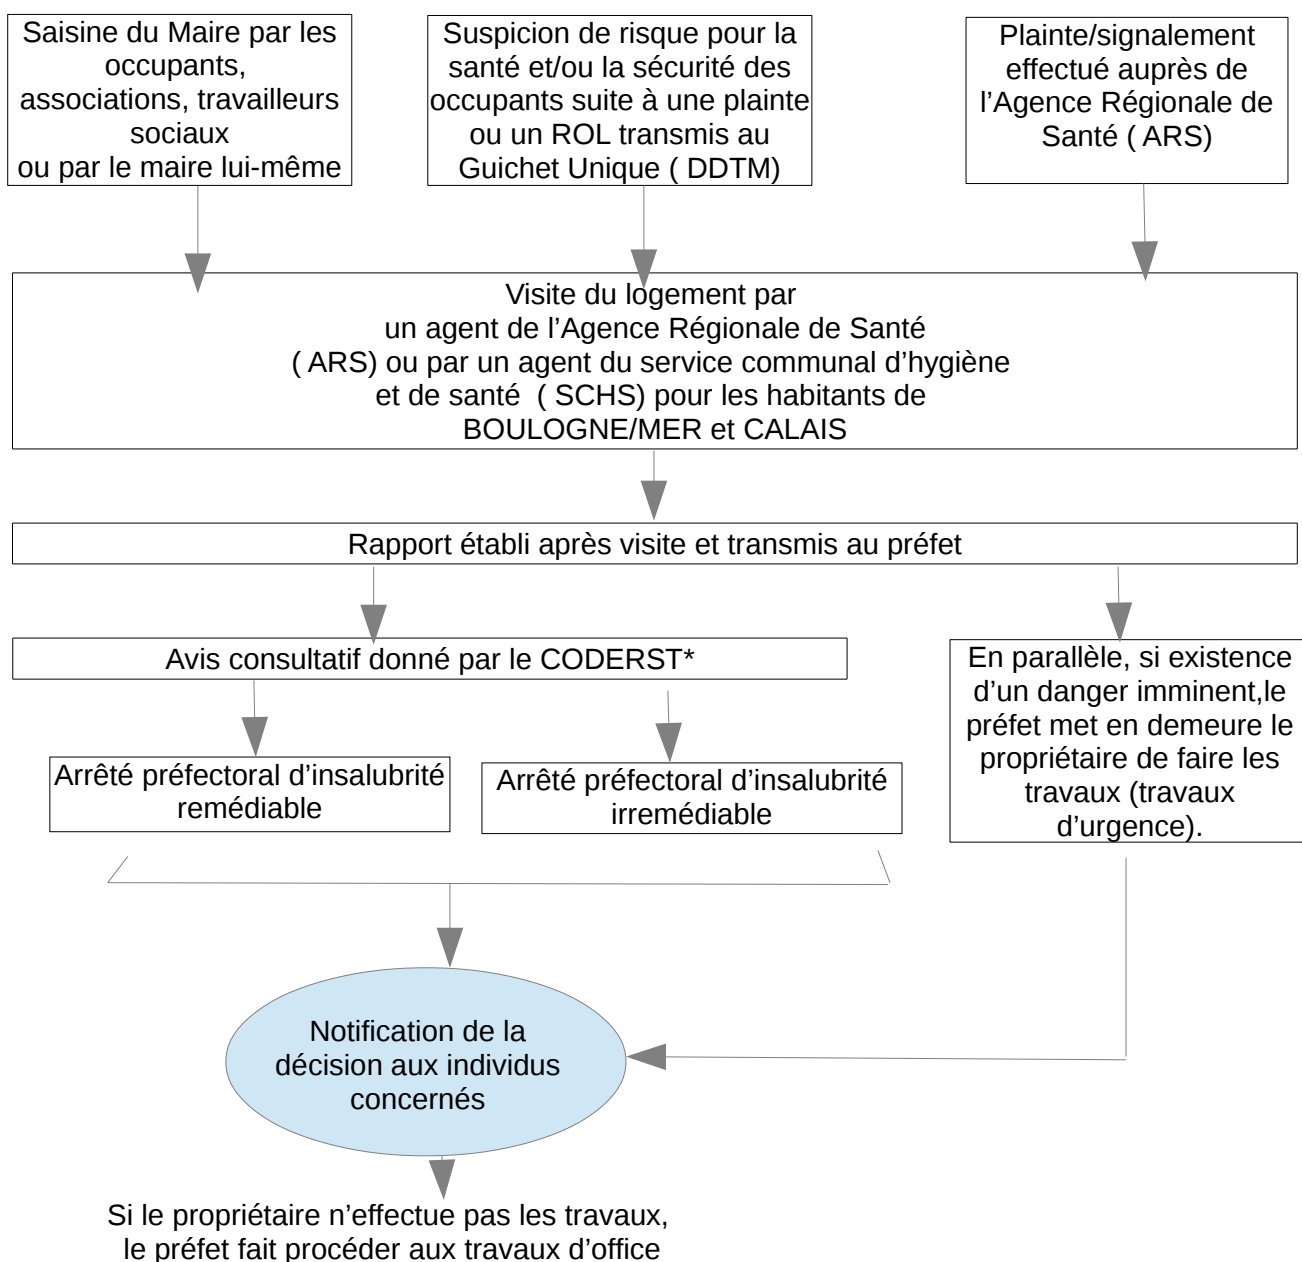 Saisine du Maire par les
occupants,
associations, travailleurs
sociaux
ou par le maire lui-même
Suspicion de risque pour la
santé et/ou la sécurité des
occupants suite à une plainte
ou un ROL transmis au
Guichet Unique ( DDTM)
Plainte/signalement
effectué auprès de
l’Agence Régionale de
Santé ( ARS)
Visite du logement par
un agent de l’Agence Régionale de Santé
( ARS) ou par un agent du service communal d’hygiène
et de santé  ( SCHS) pour les habitants de
BOULOGNE/MER et CALAIS
Rapport établi après visite et transmis au préfet
Avis consultatif donné par le CODERST*
En parallèle, si existence
d’un danger imminent,le
préfet met en demeure le
propriétaire de faire les
travaux (travaux
d’urgence).
Arrêté préfectoral d’insalubrité
remédiable
Arrêté préfectoral d’insalubrité
irremédiable
Notification de la
décision aux individus
concernés
Si le propriétaire n’effectue pas les travaux,
le préfet fait procéder aux travaux d’office